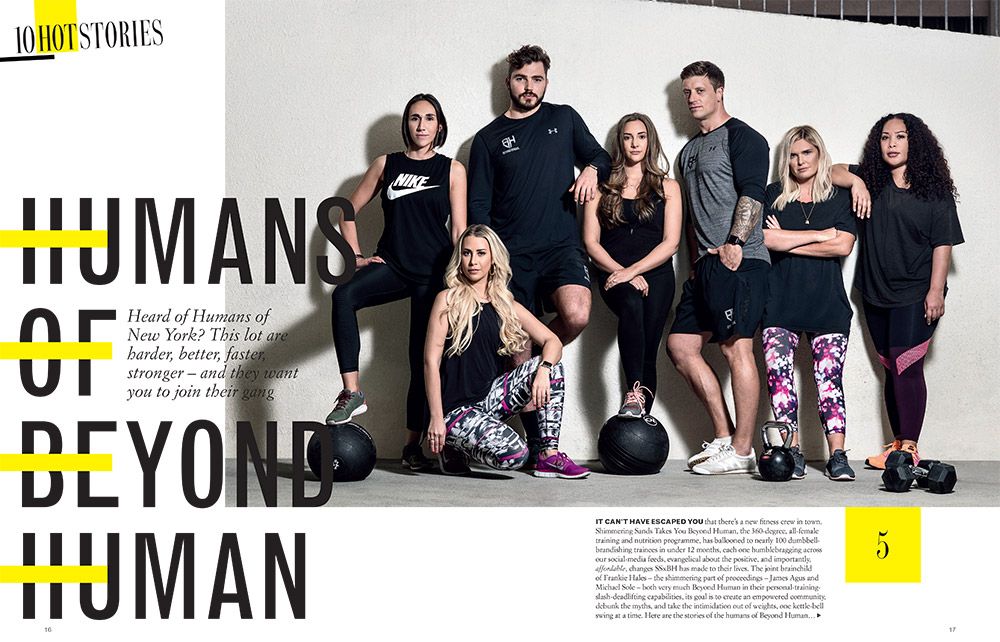 10 HOT STORIES
HUMANS
OF
BEYOND
HUMAN
Heard of Humans of
New York? This lot are
harder, better, faster,
stronger – and they want
you to join their gang
NIKE
BH
BH
IT CAN'T HAVE ESCAPED YOU that there's a new fitness crew in town.
Shimmering Sands Takes You Beyond Human, the 360-degree, all-female
training and nutrition programme, has ballooned to nearly 100 dumbbell-
brandishing trainees in under 12 months, each one humblebragging across
our social-media feeds, evangelical about the positive, and importantly,
affordable, changes SSxBH has made to their lives. The joint brainchild
of Frankie Hales – the shimmering part of proceedings – James Agus and
Michael Sole – both very much Beyond Human in their personal-training-
slash-deadlifting capabilities, its goal is to create an empowered community,
debunk the myths, and take the intimidation out of weights, one kettle-bell
swing at a time. Here are the stories of the humans of Beyond Human... ▶
5
16
17